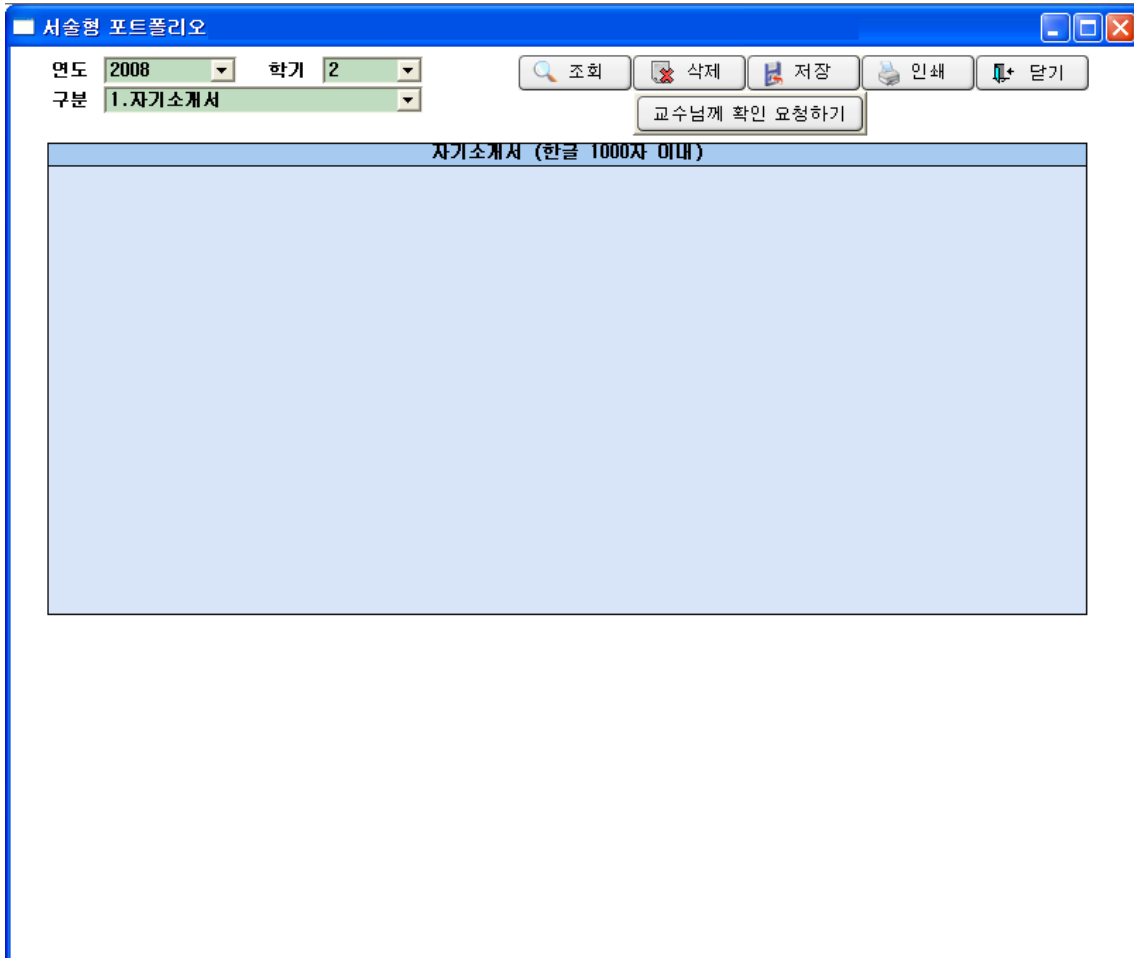 서술형 포트폴리오
연도 2008 학기 2 조회 삭제 저장 인쇄 닫기
구분 1.자기소개서
교수님께 확인 요청하기
자기소개서 (한글 1000자 이내)